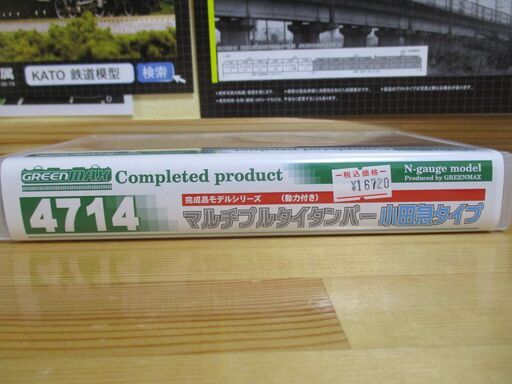 KATO 鉄道模型
検索
GREENMAX
Completed product
N-gauge model
Produced by GREENMAX
税込価格
¥16720
4714
完成品モデルシリーズ (動力付き)
マルチプルタイタンパー 小田急タイプ